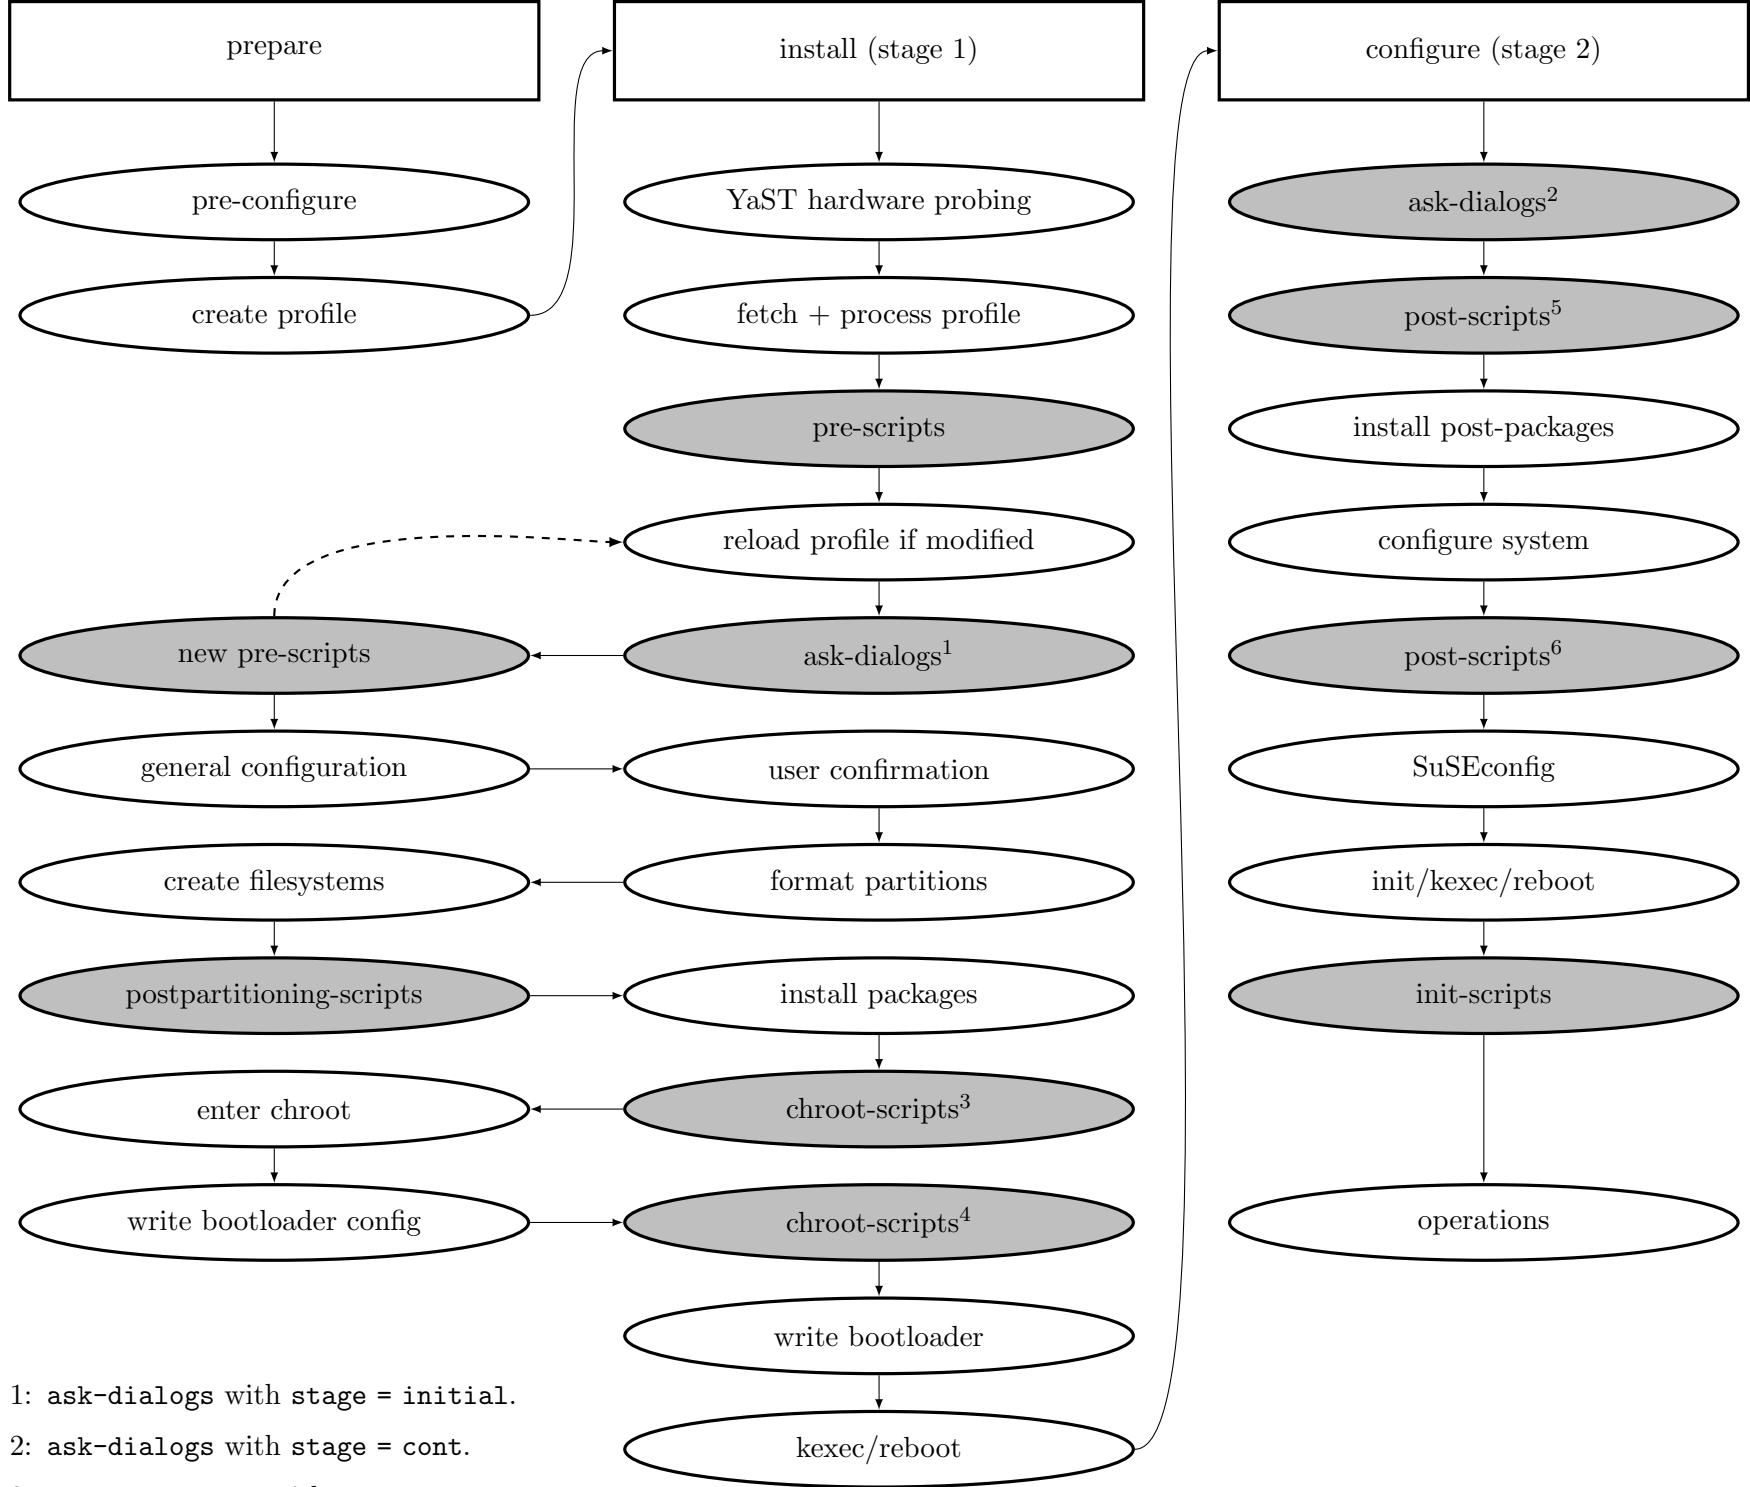 prepare
install (stage 1)
configure (stage 2)
pre-configure
YaST hardware probing
ask-dialogs²
create profile
fetch + process profile
post-scripts⁵
pre-scripts
install post-packages
reload profile if modified
configure system
new pre-scripts
ask-dialogs¹
post-scripts⁶
general configuration
user confirmation
SuSEconfig
create filesystems
format partitions
init/kexec/reboot
postpartitioning-scripts
install packages
init-scripts
enter chroot
chroot-scripts³
write bootloader config
chroot-scripts⁴
operations
write bootloader
1: ask-dialogs with stage = initial.
2: ask-dialogs with stage = cont.
kexec/reboot